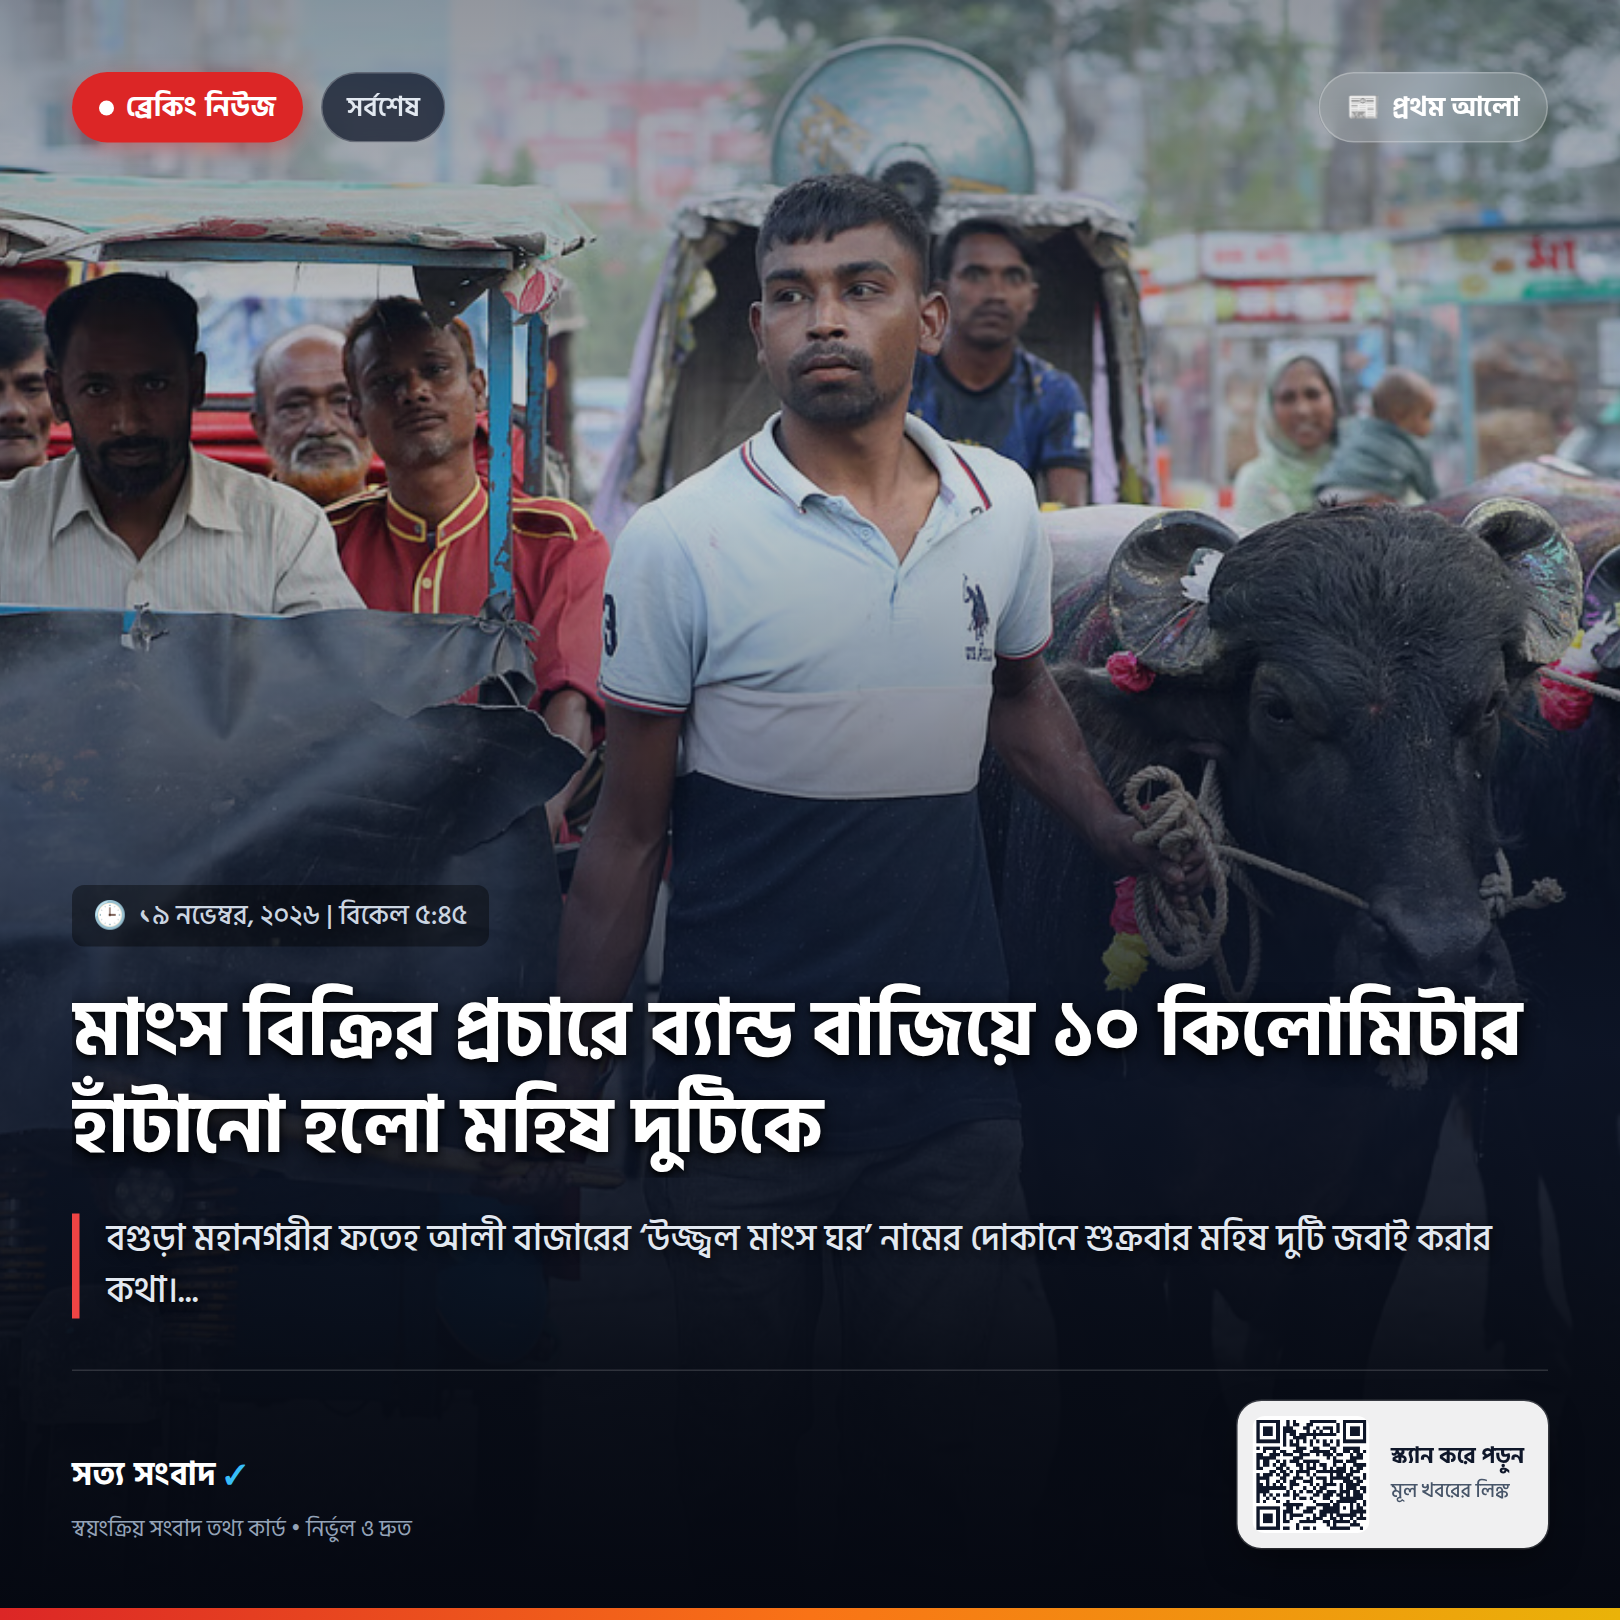 ব্রেকিং নিউজ
সর্বশেষ
প্রথম আলো
মা
U.S. POLO
১৯ নভেম্বর, ২০২৬ | বিকেল ৫:৪৫
মাংস বিক্রির প্রচারে ব্যান্ড বাজিয়ে ১০ কিলোমিটার
হাঁটানো হলো মহিষ দুটিকে
বগুড়া মহানগরীর ফতেহ আলী বাজারের ‘উজ্জ্বল মাংস ঘর’ নামের দোকানে শুক্রবার মহিষ দুটি জবাই করার
কথা।...
সত্য সংবাদ ✓
স্বয়ংক্রিয় সংবাদ তথ্য কার্ড • নির্ভুল ও দ্রুত
স্ক্যান করে পড়ুন
মূল খবরের লিঙ্ক